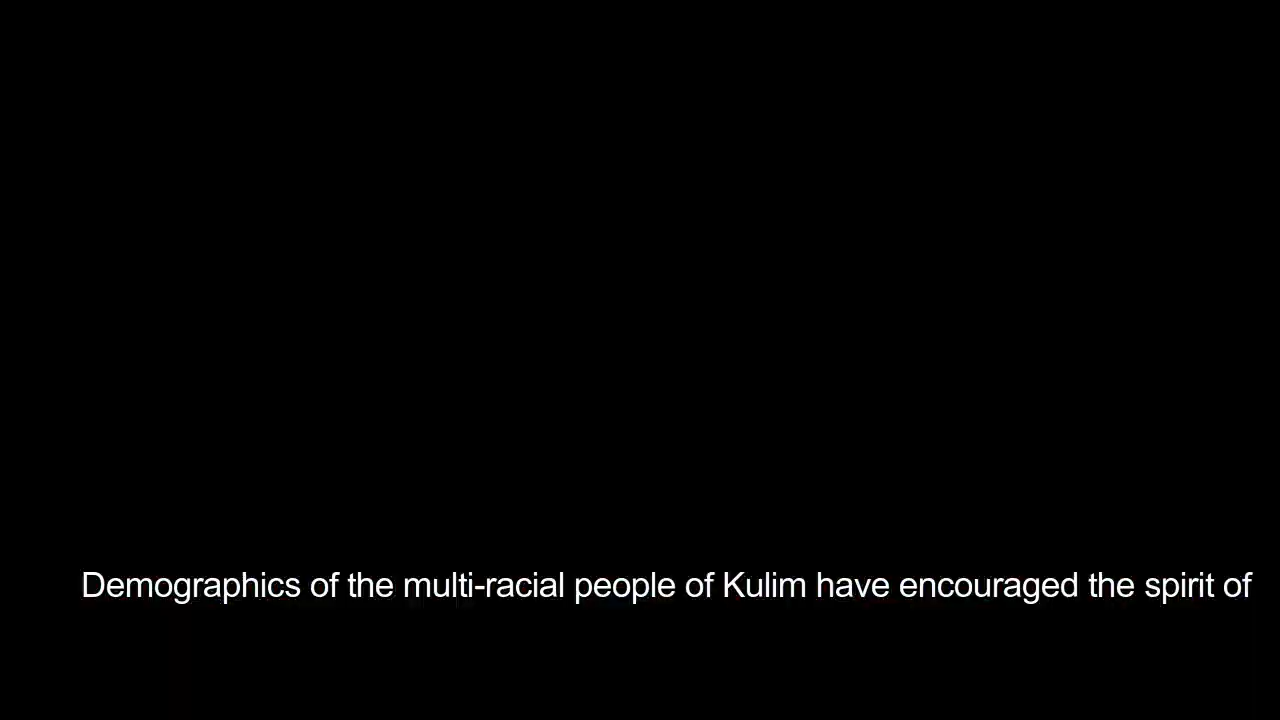 Demographics of the multi-racial people of Kulim have encouraged the spirit of